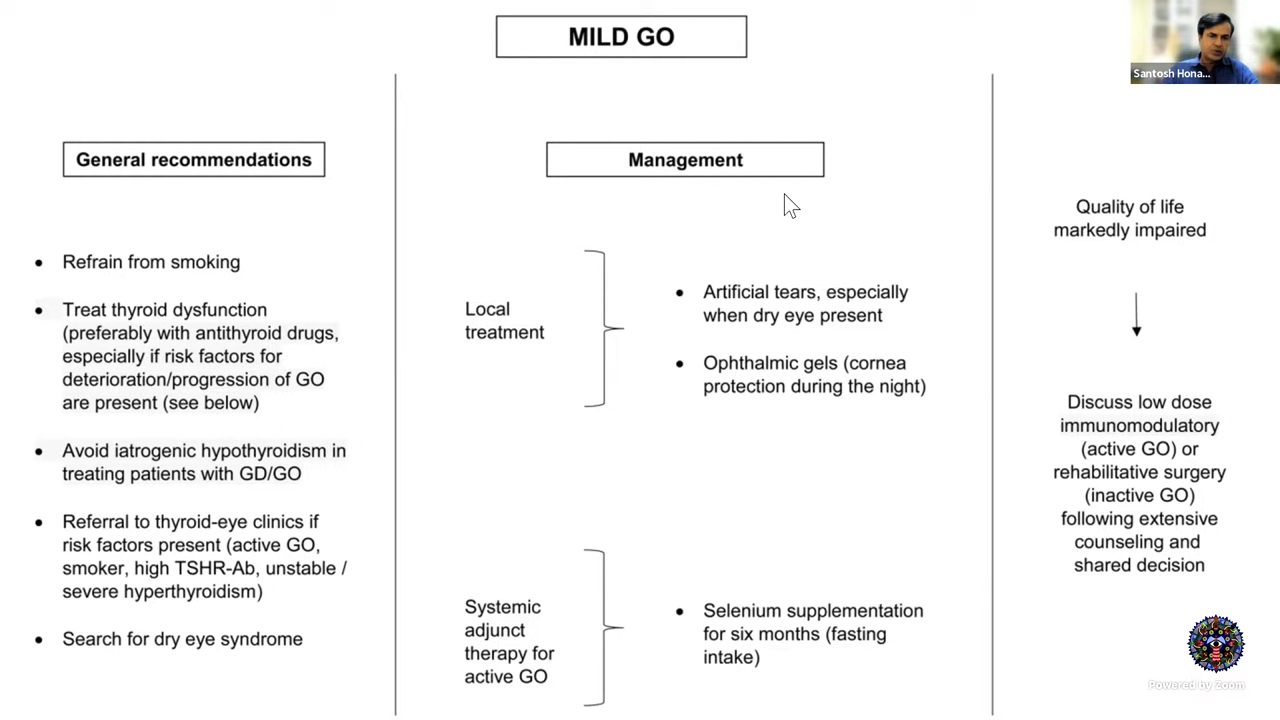 MILD GO
Santosh Hona...
General recommendations
• Refrain from smoking
• Treat thyroid dysfunction
(preferably with antithyroid drugs,
especially if risk factors for
deterioration/progression of GO
are present (see below)
• Avoid iatrogenic hypothyroidism in
treating patients with GD/GO
• Referral to thyroid-eye clinics if
risk factors present (active GO,
smoker, high TSHR-Ab, unstable /
severe hyperthyroidism)
• Search for dry eye syndrome
Management
Local
treatment
• Artificial tears, especially
when dry eye present
• Ophthalmic gels (cornea
protection during the night)
Systemic
adjunct
therapy for
active GO
• Selenium supplementation
for six months (fasting
intake)
Quality of life
markedly impaired
Discuss low dose
immunomodulatory
(active GO) or
rehabilitative surgery
(inactive GO)
following extensive
counseling and
shared decision
Powered by Zoom